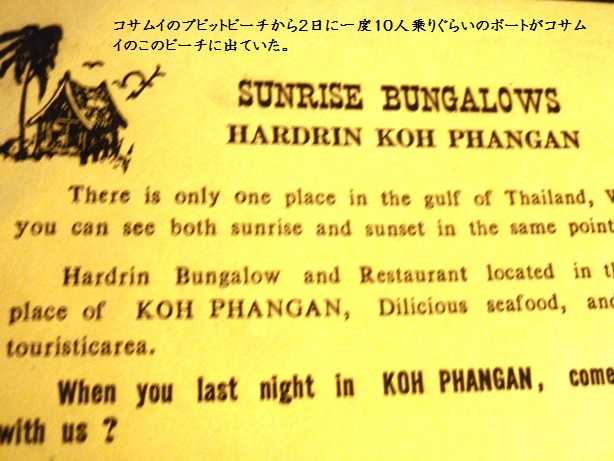 コサムイのプピットビーチから2日に一度10人乗りぐらいのボートがコサム
イのこのビーチに出ていた。
SUNRISE BUNGALOWS
HARDRIN KOH PHANGAN
There is only one place in the gulf of Thailand,
you can see both sunrise and sunset in the same point
Hardrin Bungalow and Restaurant located in
place of KOH PHANGAN, Dilicious seafood, and
touristicarea.
When you last night in KOH PHANGAN, come
with us ?